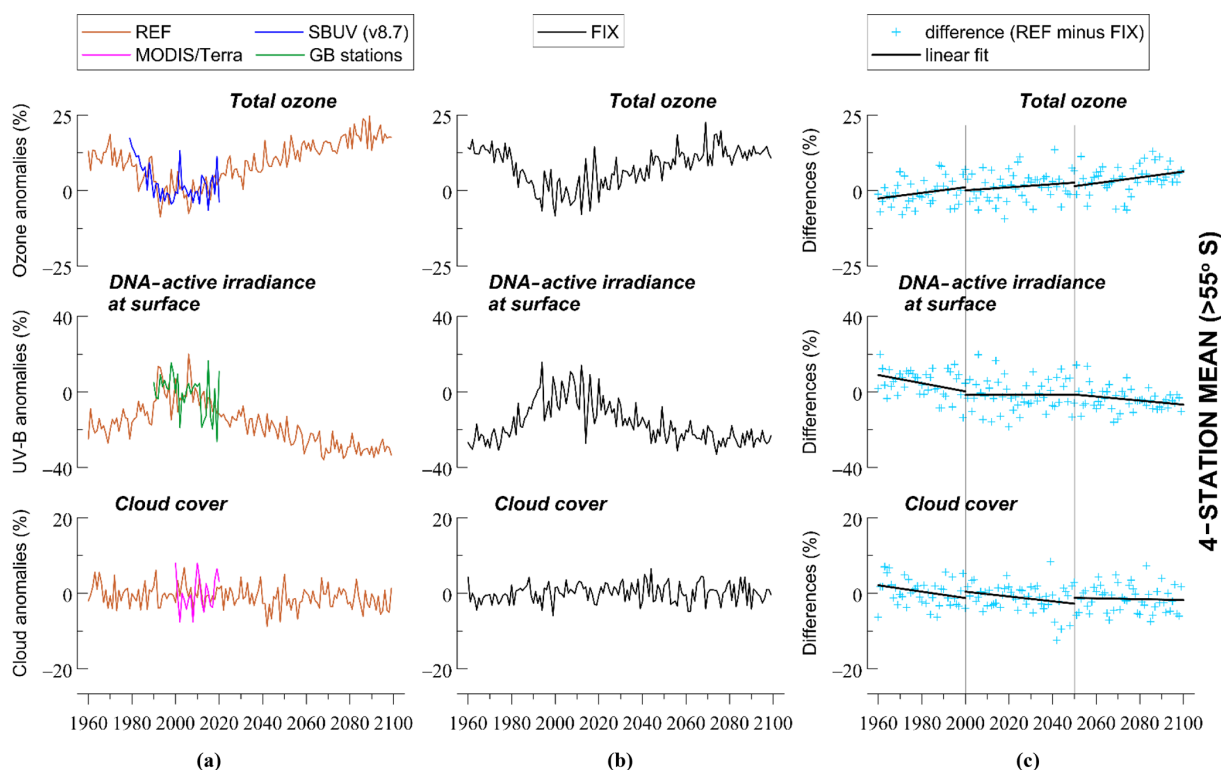 REF
SBUV (v8.7)
MODIS/Terra
GB stations
FIX
difference (REF minus FIX)
linear fit
Total ozone
Total ozone
Total ozone
Ozone anomalies (%)
25
0
−25
25
0
−25
Differences (%)
25
0
−25
DNA−active irradiance
at surface
DNA−active irradiance
at surface
DNA−active irradiance
at surface
UV−B anomalies (%)
40
0
−40
40
0
−40
Differences (%)
40
0
−40
Cloud cover
Cloud cover
Cloud cover
Cloud anomalies (%)
20
0
−20
20
0
−20
Differences (%)
20
0
−20
1960 1980 2000 2020 2040 2060 2080 2100
1960 1980 2000 2020 2040 2060 2080 2100
1960 1980 2000 2020 2040 2060 2080 2100
(a)
(b)
(c)
4−STATION MEAN (>55º S)